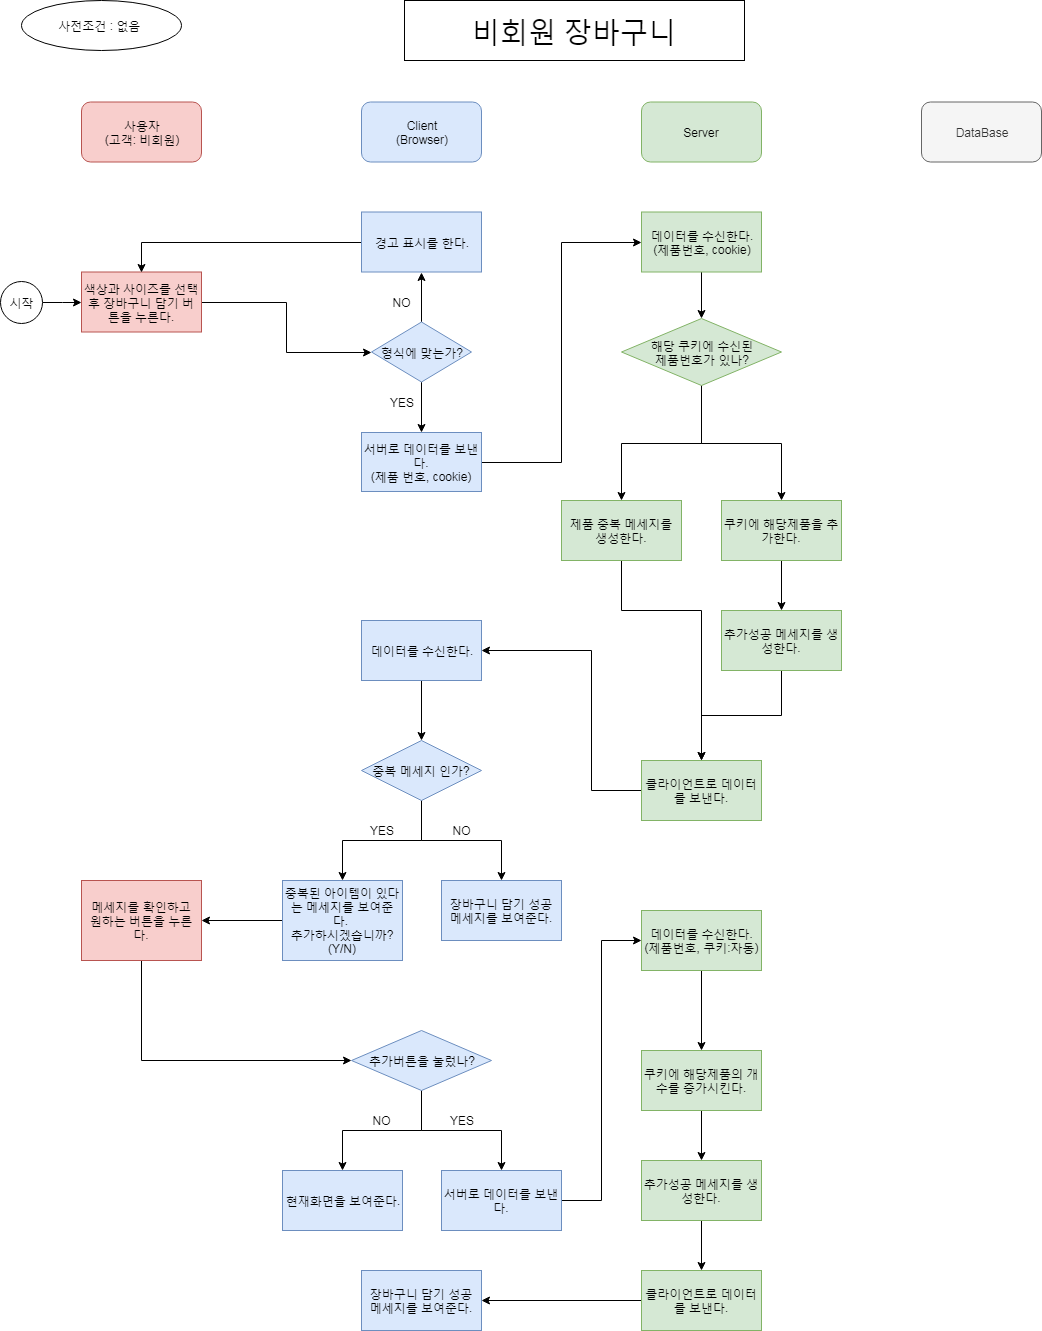 사전조건 : 없음
비회원 장바구니
사용자
(고객: 비회원)
Client
(Browser)
Server
DataBase
경고 표시를 한다.
데이터를 수신한다.
(제품번호, cookie)
시작
색상과 사이즈를 선택
후 장바구니 담기 버
튼을 누른다.
NO
형식에 맞는가?
해당 쿠키에 수신된
제품번호가 있나?
YES
서버로 데이터를 보낸
다.
(제품 번호, cookie)
제품 중복 메세지를
생성한다.
쿠키에 해당제품을 추
가한다.
데이터를 수신한다.
추가성공 메세지를 생
성한다.
중복 메세지 인가?
클라이언트로 데이터
를 보낸다.
YES
NO
메세지를 확인하고
원하는 버튼을 누른
다.
중복된 아이템이 있다
는 메세지를 보여준
다.
추가하시겠습니까?
(Y/N)
장바구니 담기 성공
메세지를 보여준다.
데이터를 수신한다.
(제품번호, 쿠키:자동)
추가버튼을 눌렀나?
쿠키에 해당제품의 개
수를 증가시킨다.
NO
YES
현재화면을 보여준다.
서버로 데이터를 보낸
다.
추가성공 메세지를 생
성한다.
장바구니 담기 성공
메세지를 보여준다.
클라이언트로 데이터
를 보낸다.